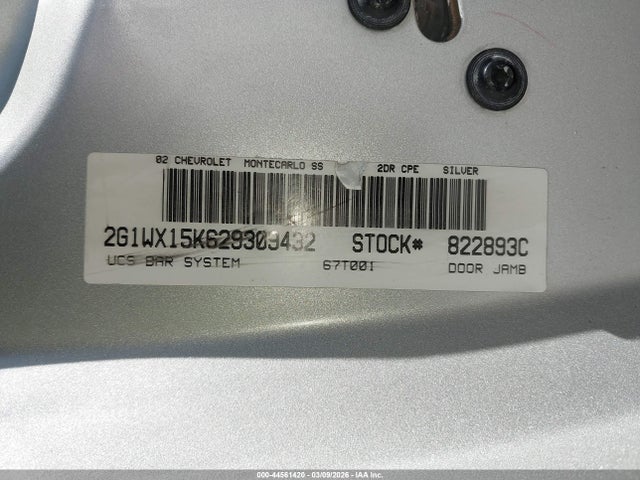 02 CHEVROLET MONTECARLO SS 2DR CPE SILVER
2G1WX15K629309432 STOCK# 822893C
UCS BAR SYSTEM 67T001 DOOR JAMB
000-44561420 - 03/09/2026 - IAA Inc.